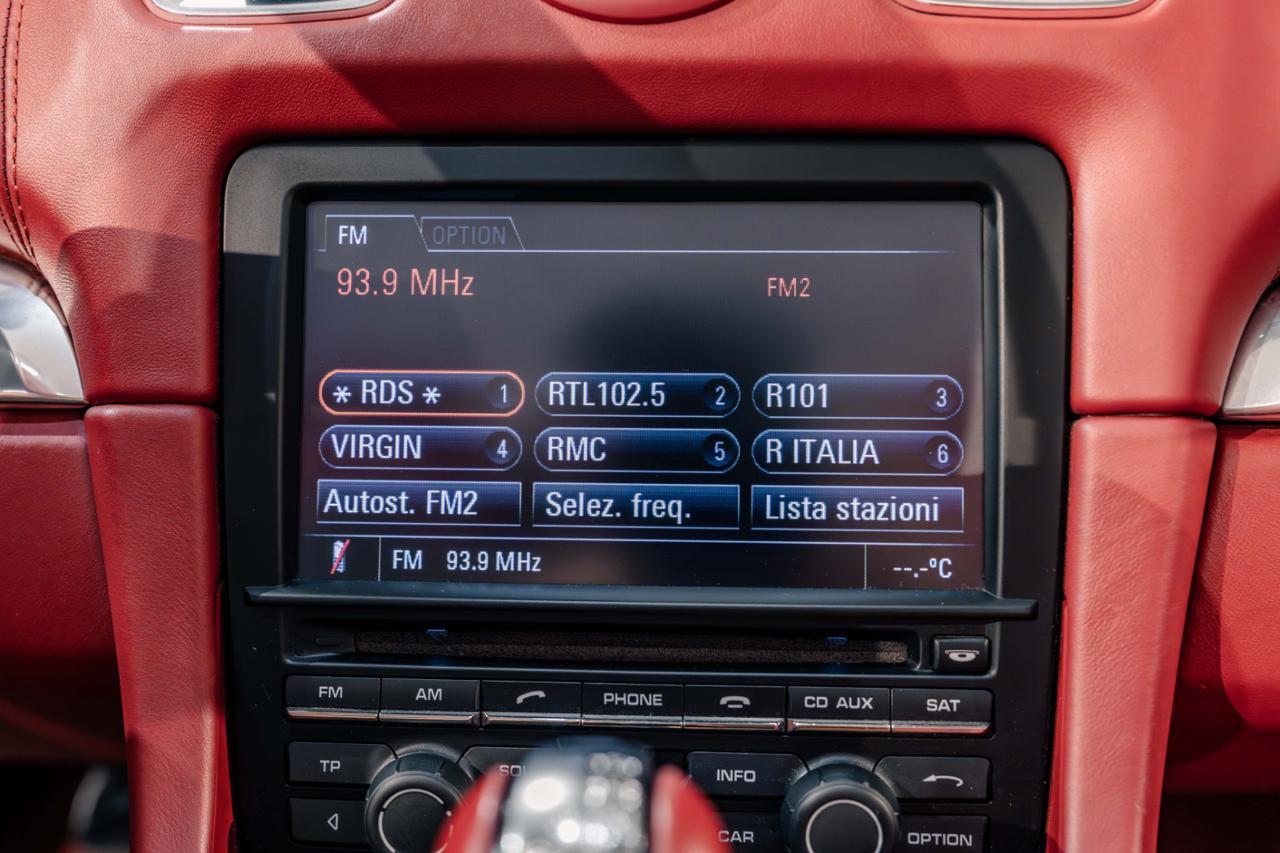 FM OPTION
93.9 MHz FM2
* RDS * 1 RTL102.5 2 R101 3
VIRGIN 4 RMC 5 R ITALIA 6
Autost. FM2 Selez. freq. Lista stazioni
FM 93.9 MHz --.-°C
FM AM PHONE CD AUX SAT
TP INFO
CAR OPTION